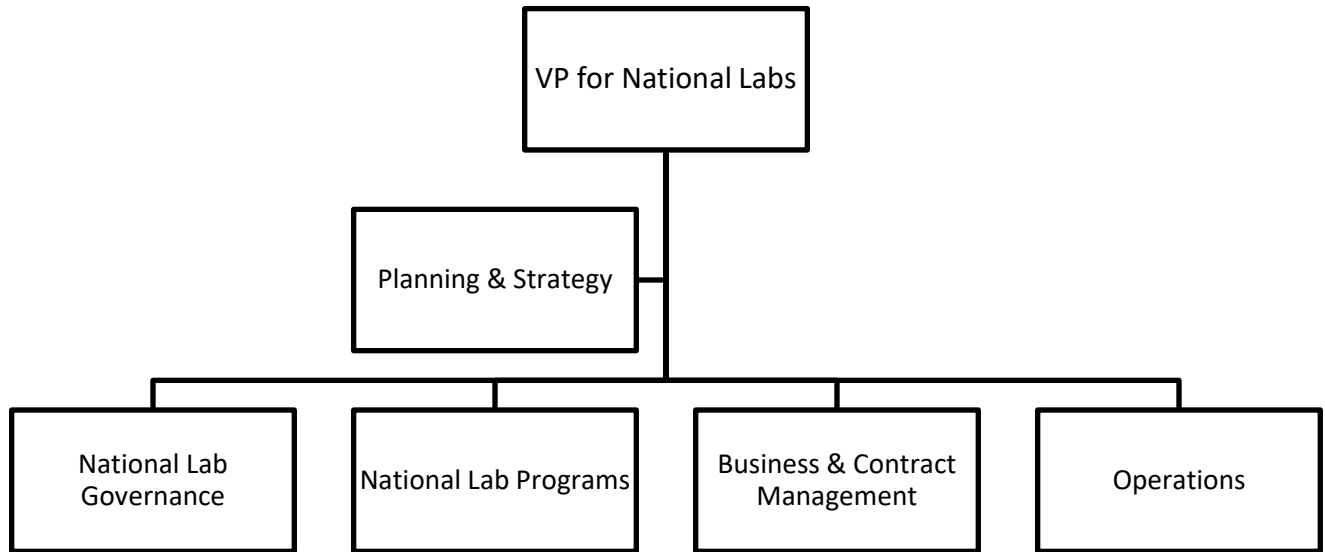 VP for National Labs
Planning & Strategy
National Lab
Governance
National Lab Programs
Business & Contract
Management
Operations